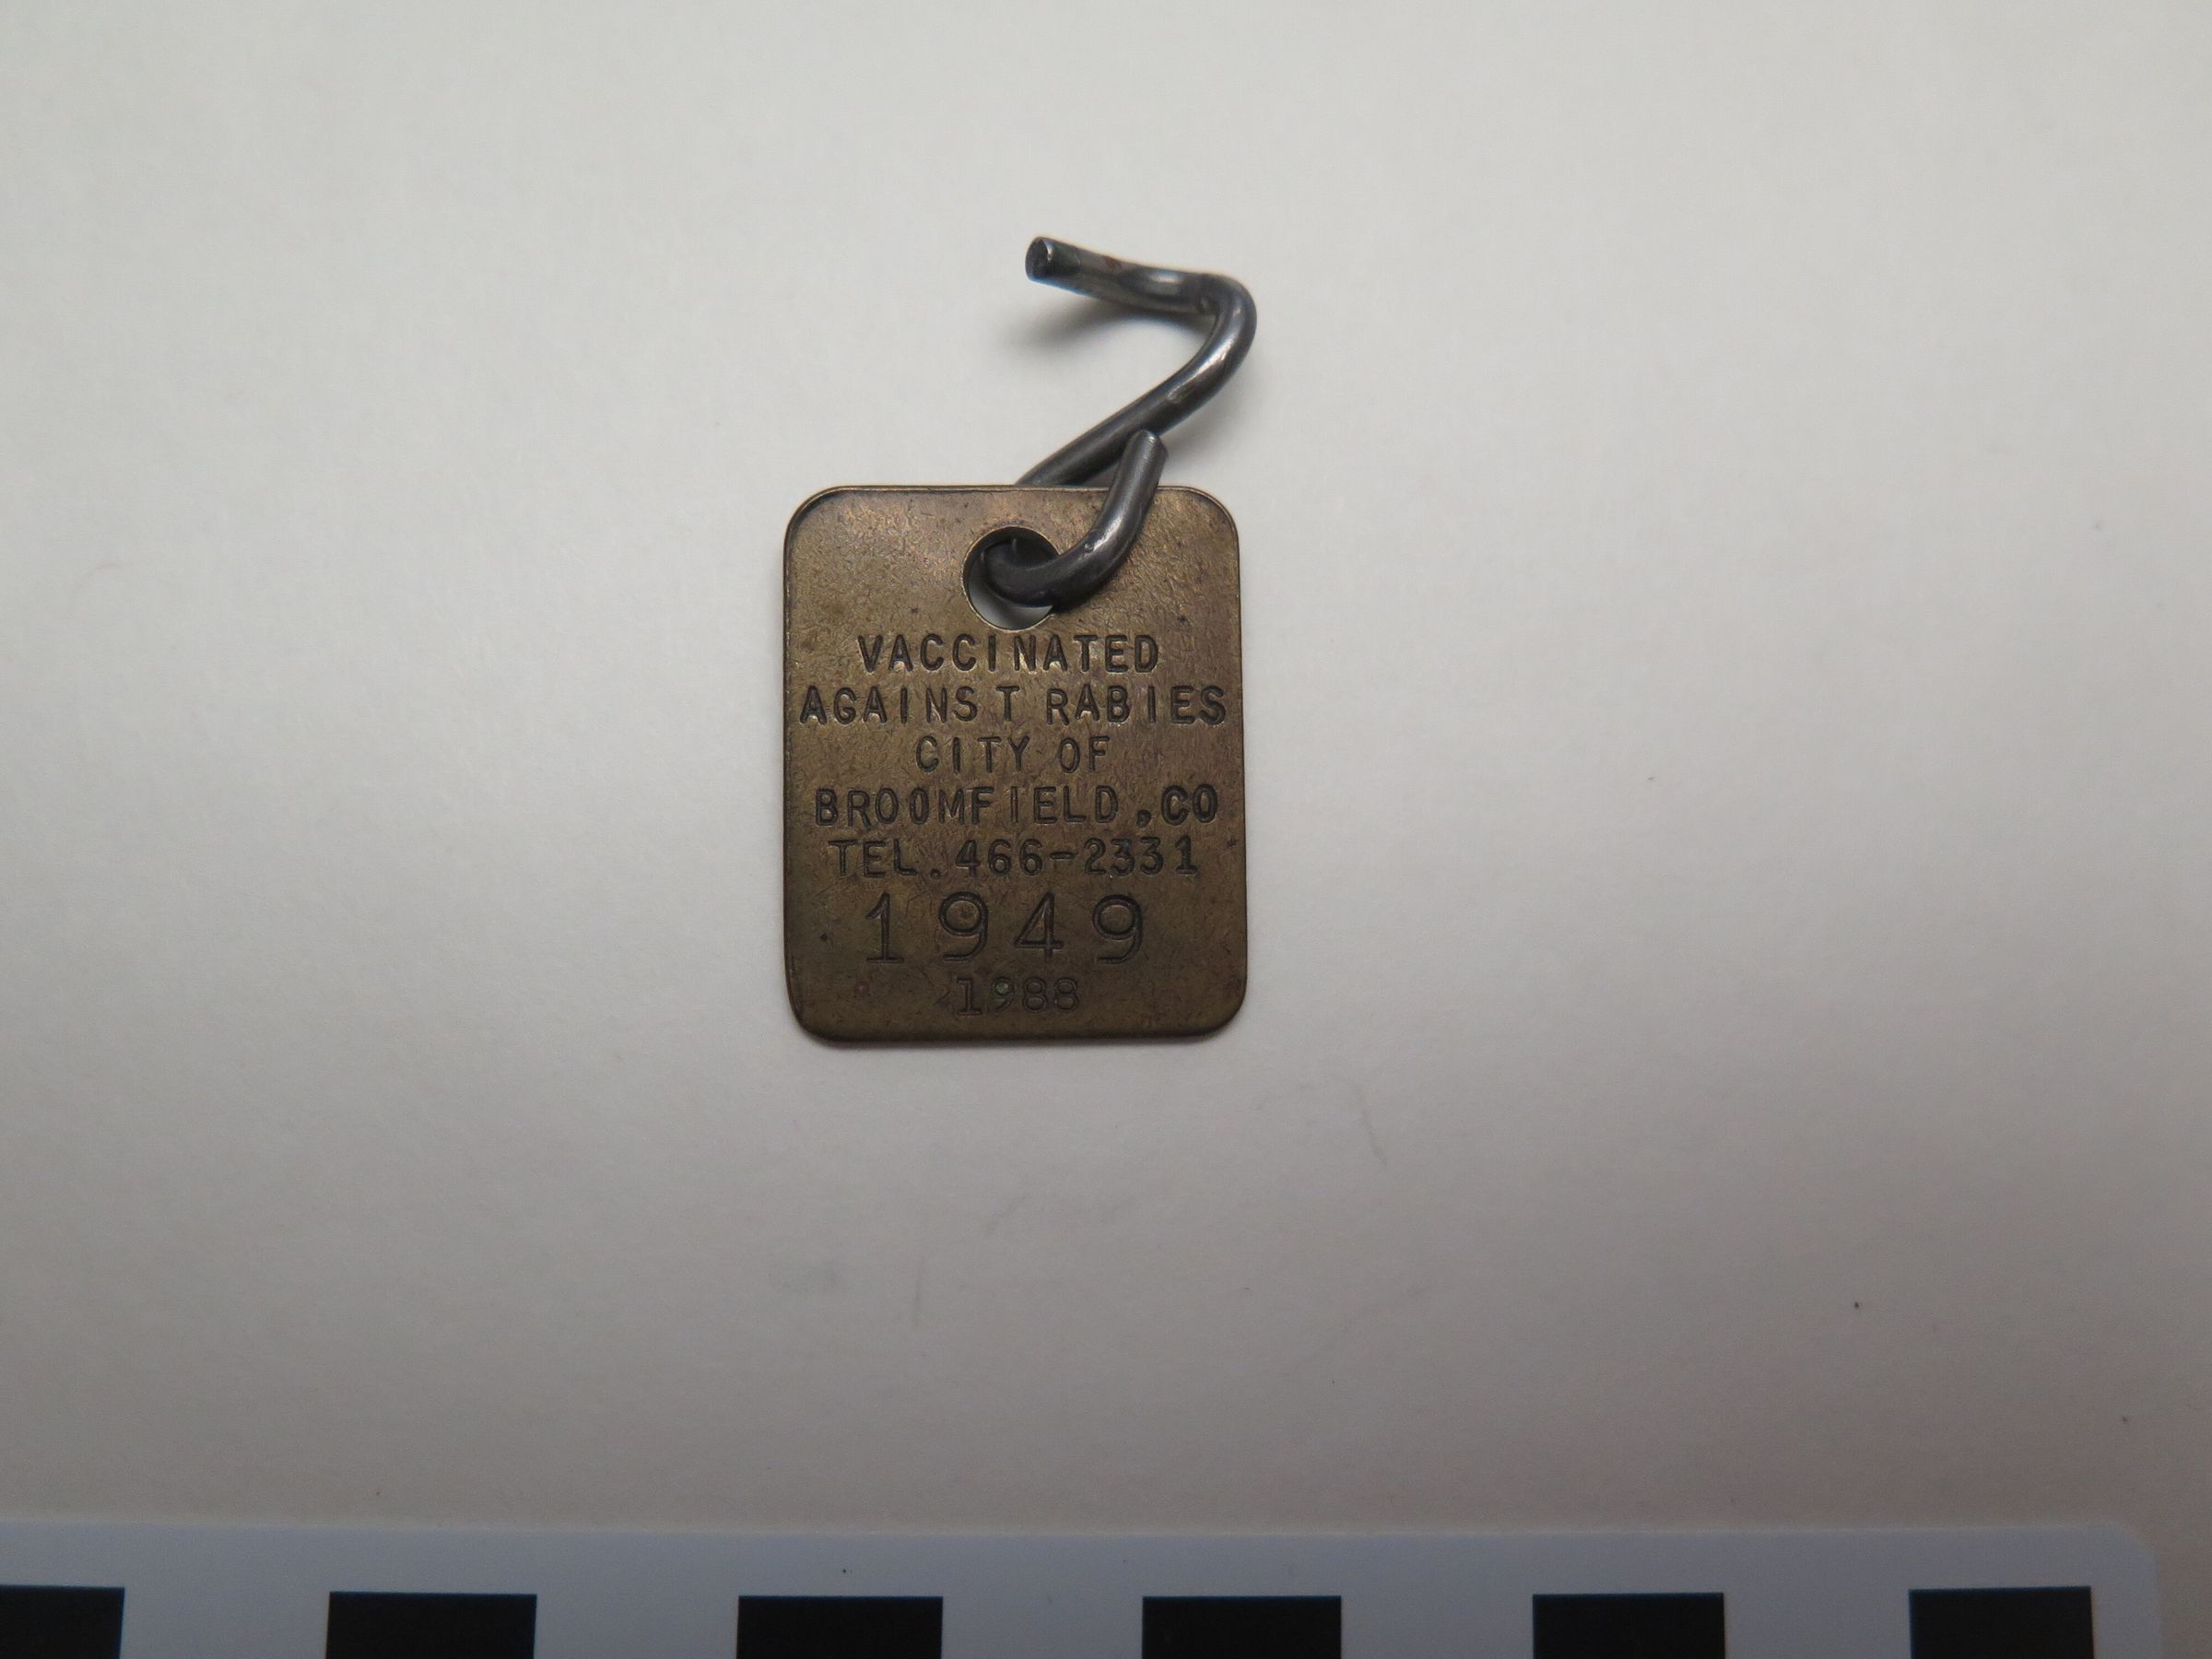 VACCINATED
AGAINST RABIES
CITY OF
BROOMFIELD,CO
TEL.466-2331
1949
1988